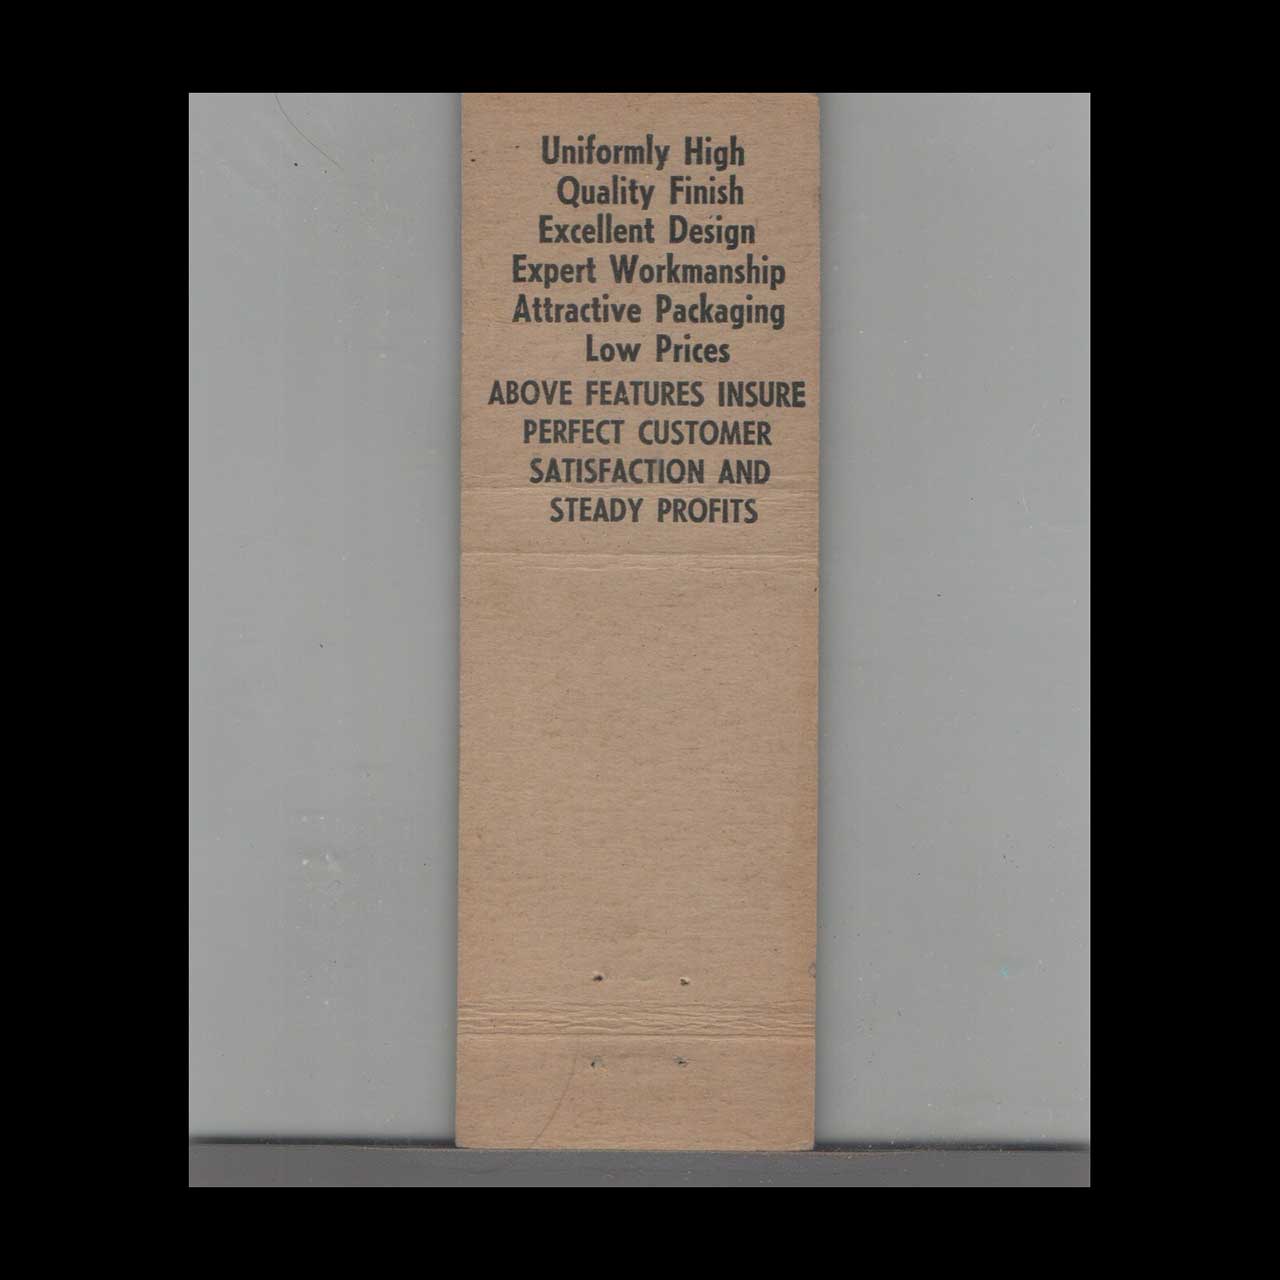 Uniformly High
Quality Finish
Excellent Design
Expert Workmanship
Attractive Packaging
Low Prices
ABOVE FEATURES INSURE
PERFECT CUSTOMER
SATISFACTION AND
STEADY PROFITS